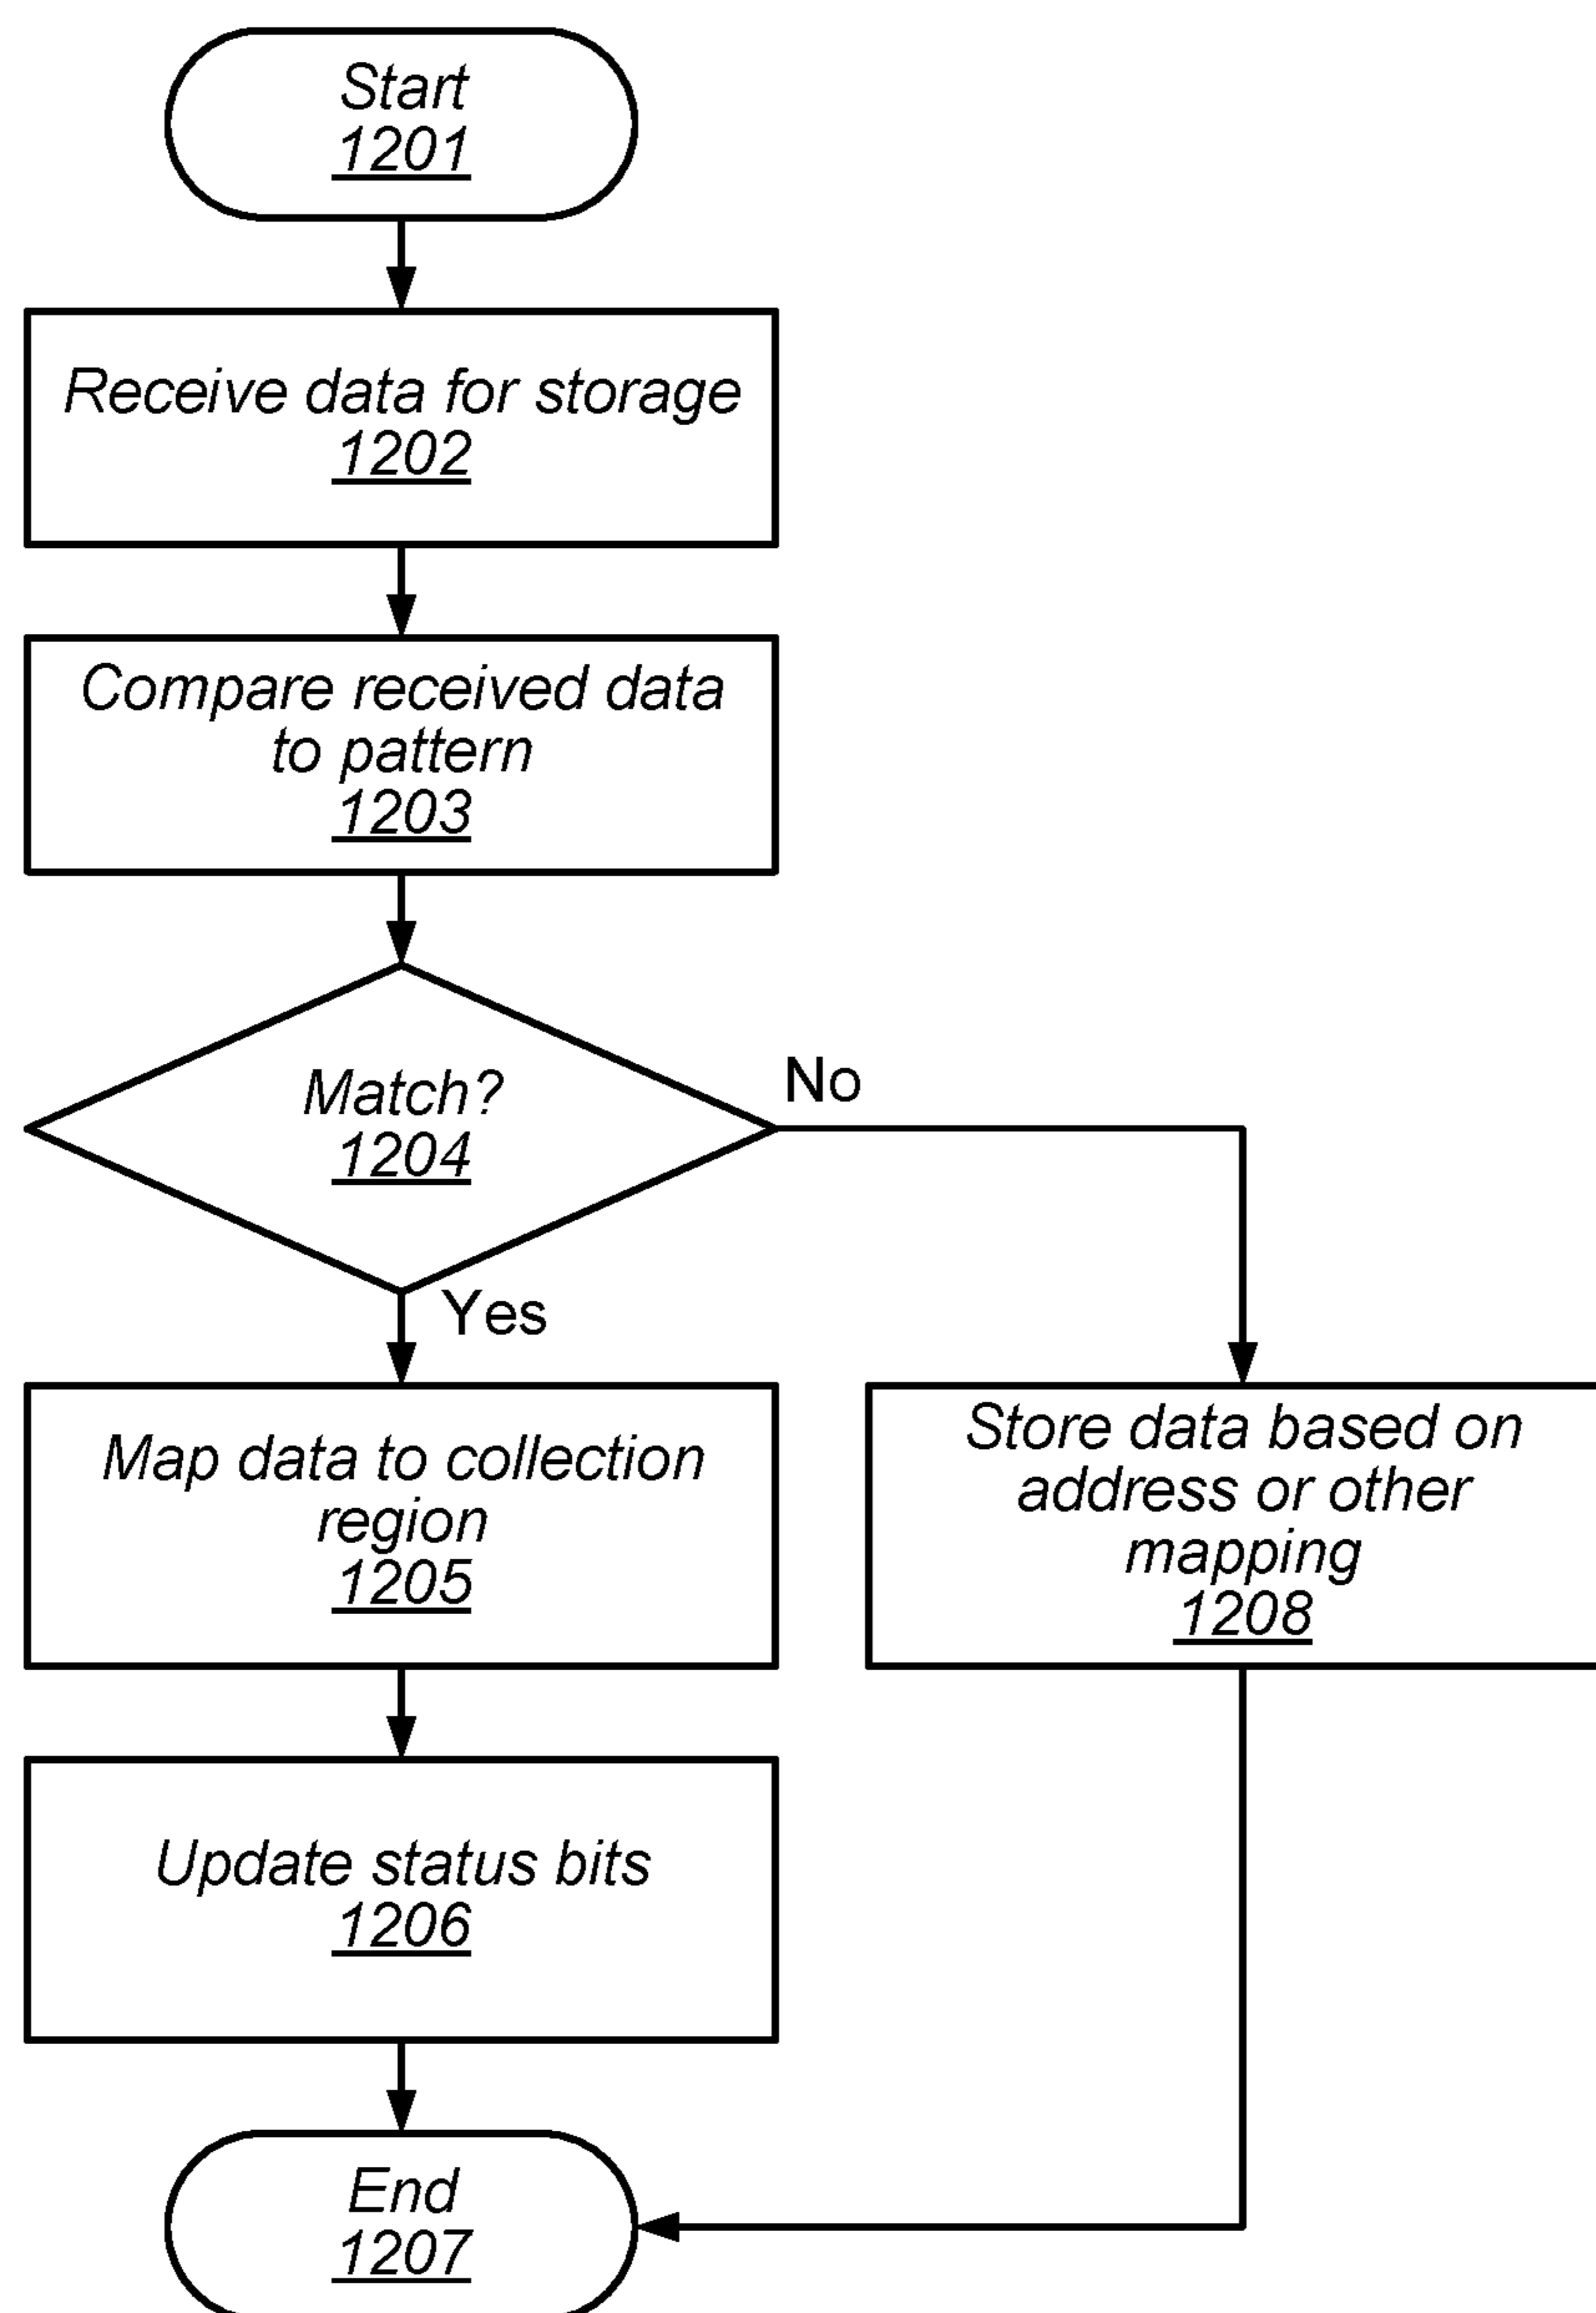 Start
1201
Receive data for storage
1202
Compare received data
to pattern
1203
Match?
1204
No
Yes
Map data to collection
region
1205
Store data based on
address or other
mapping
1208
Update status bits
1206
End
1207